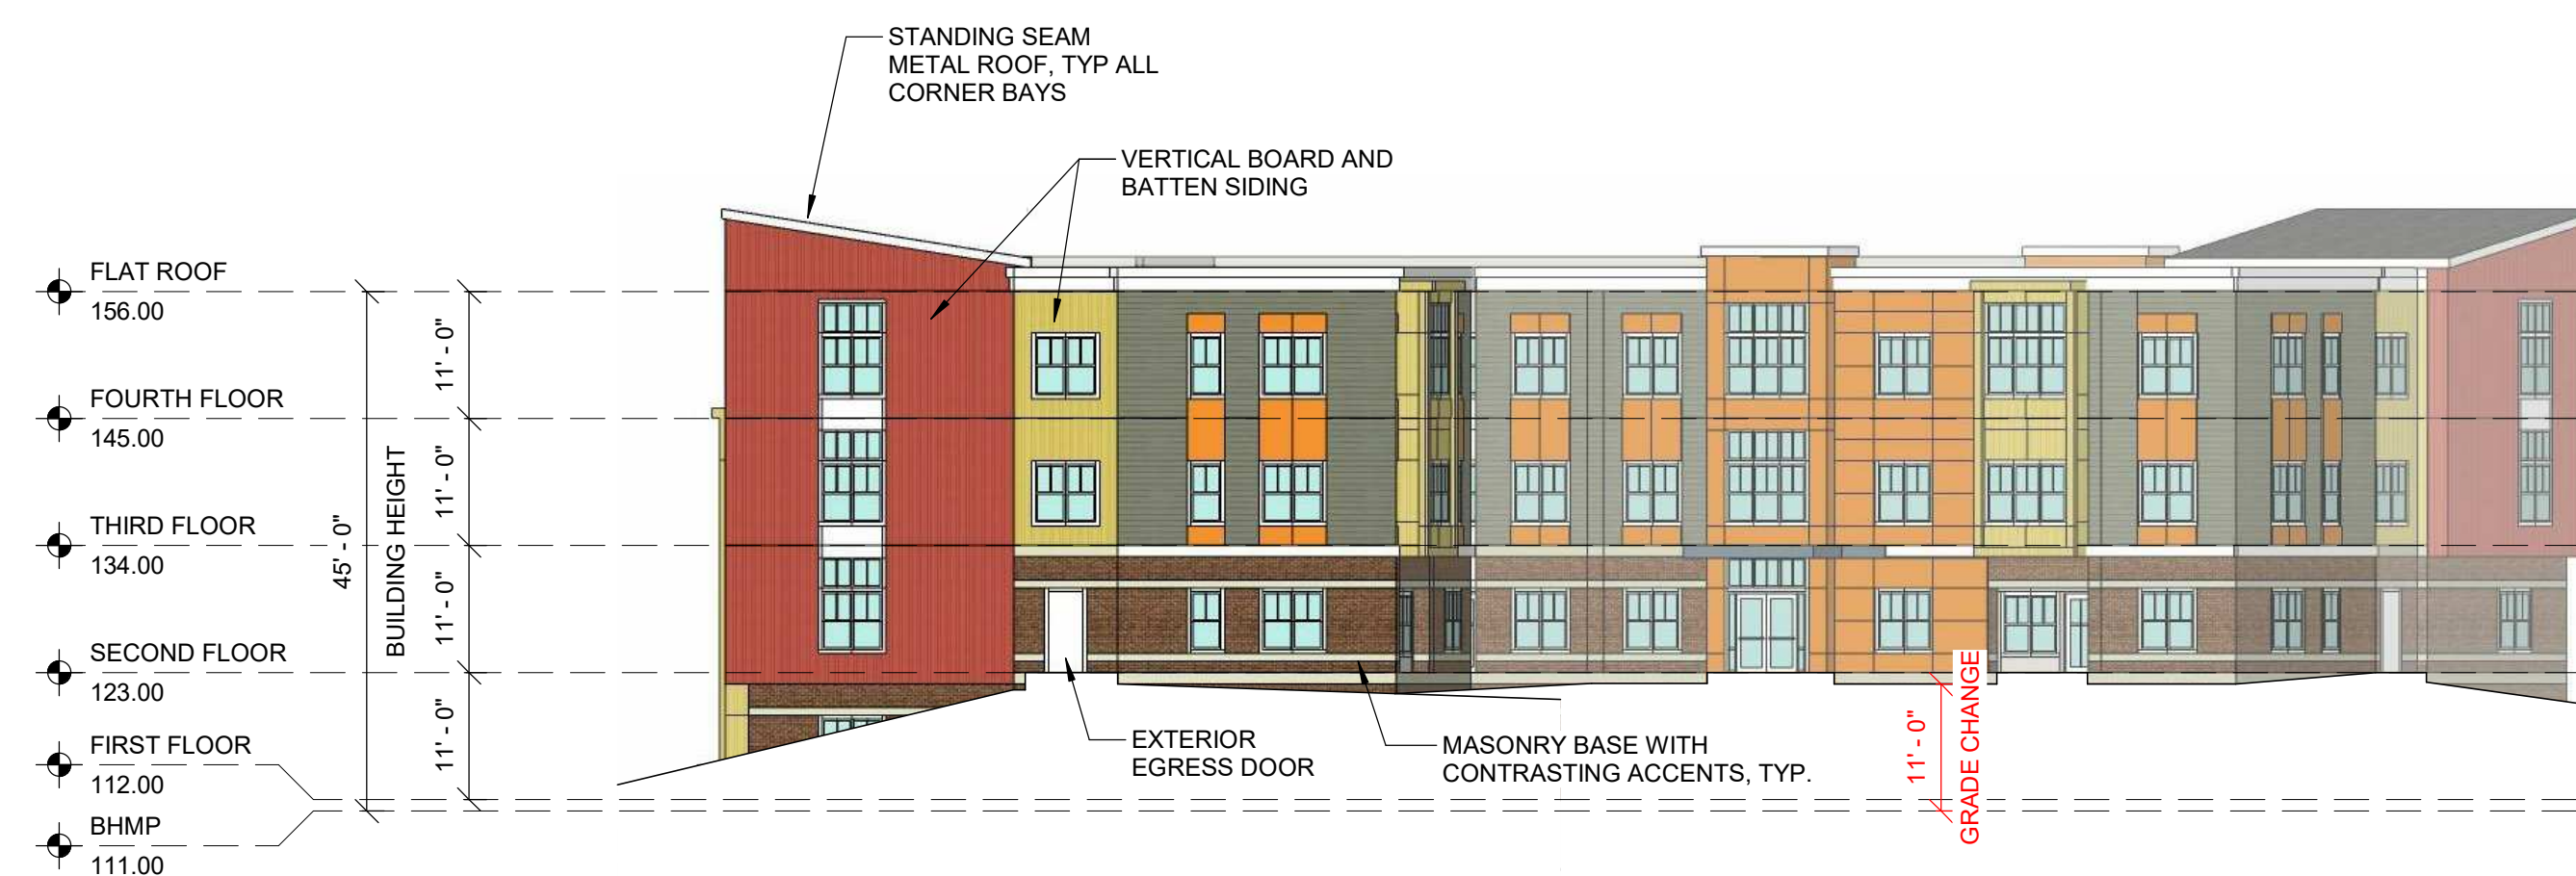 STANDING SEAM
METAL ROOF, TYP ALL
CORNER BAYS
VERTICAL BOARD AND
BATTEN SIDING
FLAT ROOF
156.00
FOURTH FLOOR
145.00
THIRD FLOOR
134.00
SECOND FLOOR
123.00
FIRST FLOOR
112.00
BHMP
111.00
45' - 0"
BUILDING HEIGHT
11' - 0"
11' - 0"
11' - 0"
11' - 0"
EXTERIOR
EGRESS DOOR
MASONRY BASE WITH
CONTRASTING ACCENTS, TYP.
11' - 0"
GRADE CHANGE